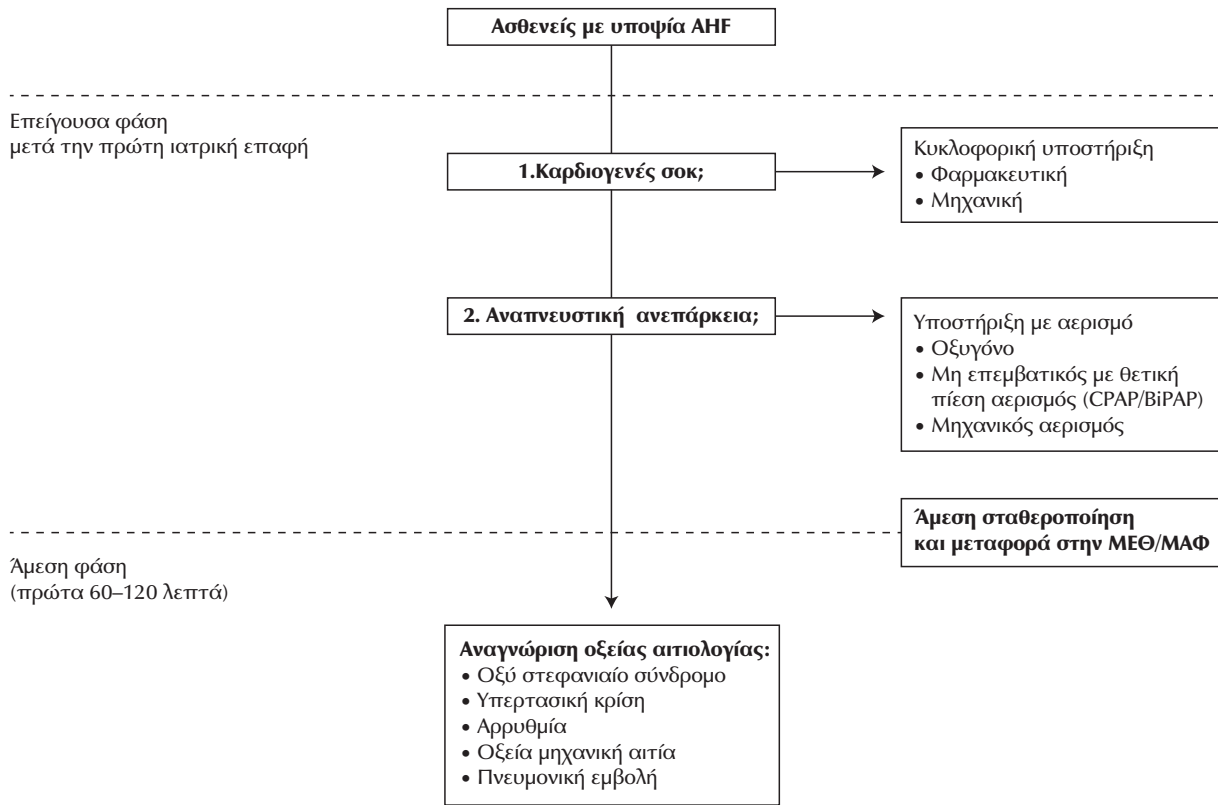 Ασθενείς με υποψία AHF
Επείγουσα φάση
μετά την πρώτη ιατρική επαφή
1.Καρδιογενές σοκ;
Κυκλοφορική υποστήριξη
• Φαρμακευτική
• Μηχανική
2. Αναπνευστική ανεπάρκεια;
Υποστήριξη με αερισμό
• Οξυγόνο
• Μη επεμβατικός με θετική
πίεση αερισμός (CPAP/BiPAP)
• Μηχανικός αερισμός
Άμεση σταθεροποίηση
και μεταφορά στην ΜΕΘ/ΜΑΦ
Άμεση φάση
(πρώτα 60–120 λεπτά)
Αναγνώριση οξείας αιτιολογίας:
• Οξύ στεφανιαίο σύνδρομο
• Υπερτασική κρίση
• Αρρυθμία
• Οξεία μηχανική αιτία
• Πνευμονική εμβολή